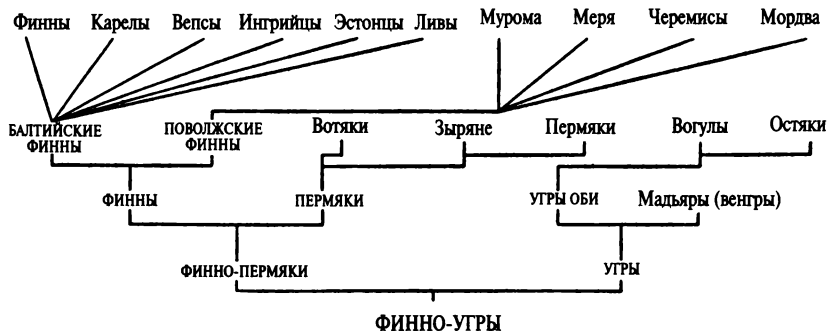 Финны Карелы Вепсы Ингрийцы Эстонцы Ливы Мурома Меря Черемисы Мордва
БАЛТИЙСКИЕ ФИННЫ ПОВОЛЖСКИЕ ФИННЫ Вотяки Зыряне Пермяки Вогулы Остяки
ФИННЫ ПЕРМЯКИ УГРЫ ОБИ Мадьяры (венгры)
ФИННО-ПЕРМЯКИ УГРЫ
ФИННО-УГРЫ